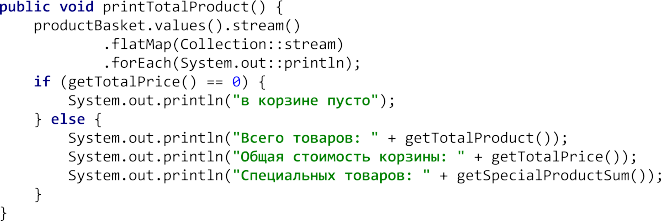 public void printTotalProduct() {
    productBasket.values().stream()
            .flatMap(Collection::stream)
            .forEach(System.out::println);
    if (getTotalPrice() == 0) {
        System.out.println("в корзине пусто");
    } else {
        System.out.println("Всего товаров: " + getTotalProduct());
        System.out.println("Общая стоимость корзины: " + getTotalPrice());
        System.out.println("Специальных товаров: " + getSpecialProductSum());
    }
}